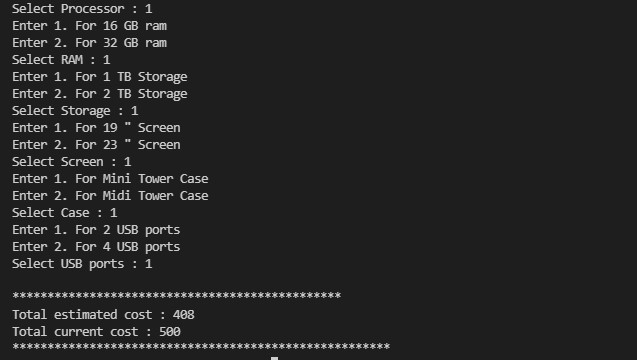 Select Processor : 1
Enter 1. For 16 GB ram
Enter 2. For 32 GB ram
Select RAM : 1
Enter 1. For 1 TB Storage
Enter 2. For 2 TB Storage
Select Storage : 1
Enter 1. For 19 " Screen
Enter 2. For 23 " Screen
Select Screen : 1
Enter 1. For Mini Tower Case
Enter 2. For Midi Tower Case
Select Case : 1
Enter 1. For 2 USB ports
Enter 2. For 4 USB ports
Select USB ports : 1
***********************************************
Total estimated cost : 408
Total current cost : 500
******************************************************